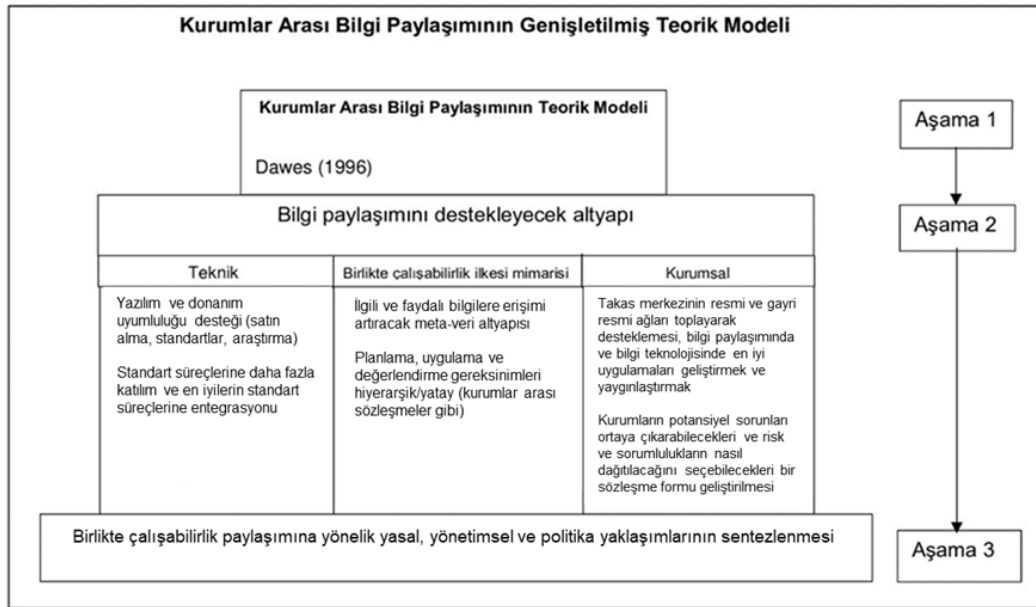 Kurumlar Arası Bilgi Paylaşımının Genişletilmiş Teorik Modeli
Kurumlar Arası Bilgi Paylaşımının Teorik Modeli
Dawes (1996)
Aşama 1
Bilgi paylaşımını destekleyecek altyapı
Aşama 2
Teknik
Yazılım ve donanım
uyumluluğu desteği (satın
alma, standartlar, araştırma)
Standart süreçlerine daha fazla
katılım ve en iyilerin standart
süreçlerine entegrasyonu
Birlikte çalışabilirlik ilkesi mimarisi
İlgili ve faydalı bilgilere erişimi
artıracak meta-veri altyapısı
Planlama, uygulama ve
değerlendirme gereksinimleri
hiyerarşik/yatay (kurumlar arası
sözleşmeler gibi)
Kurumsal
Takas merkezinin resmi ve gayri
resmi ağları toplayarak
desteklemesi, bilgi paylaşımında
ve bilgi teknolojisinde en iyi
uygulamaları geliştirmek ve
yaygınlaştırmak
Kurumların potansiyel sorunları
ortaya çıkarabilecekleri ve risk
ve sorumlulukların nasıl
dağıtılacağını seçebilecekleri bir
sözleşme formu geliştirilmesi
Birlikte çalışabilirlik paylaşımına yönelik yasal, yönetimsel ve politika yaklaşımlarının sentezlenmesi
Aşama 3